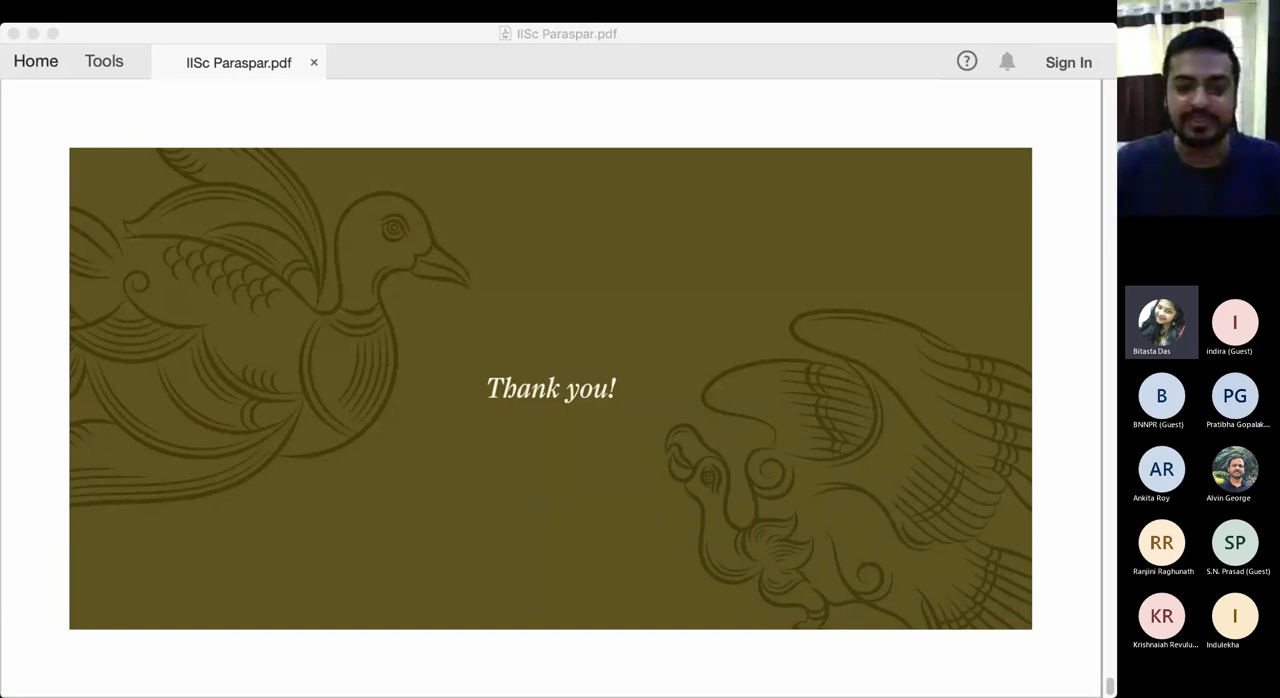 IISc Paraspar.pdf
Home
Tools
IISc Paraspar.pdf
×
?
Sign In
Thank you!
Bitasta Das
I
indira (Guest)
B
BNNPR (Guest)
PG
Pratibha Gopalak...
AR
Ankita Roy
Alvin George
RR
Ranjini Raghunath
SP
S.N. Prasad (Guest)
KR
Krishnaiah Revulu...
I
Indulekha